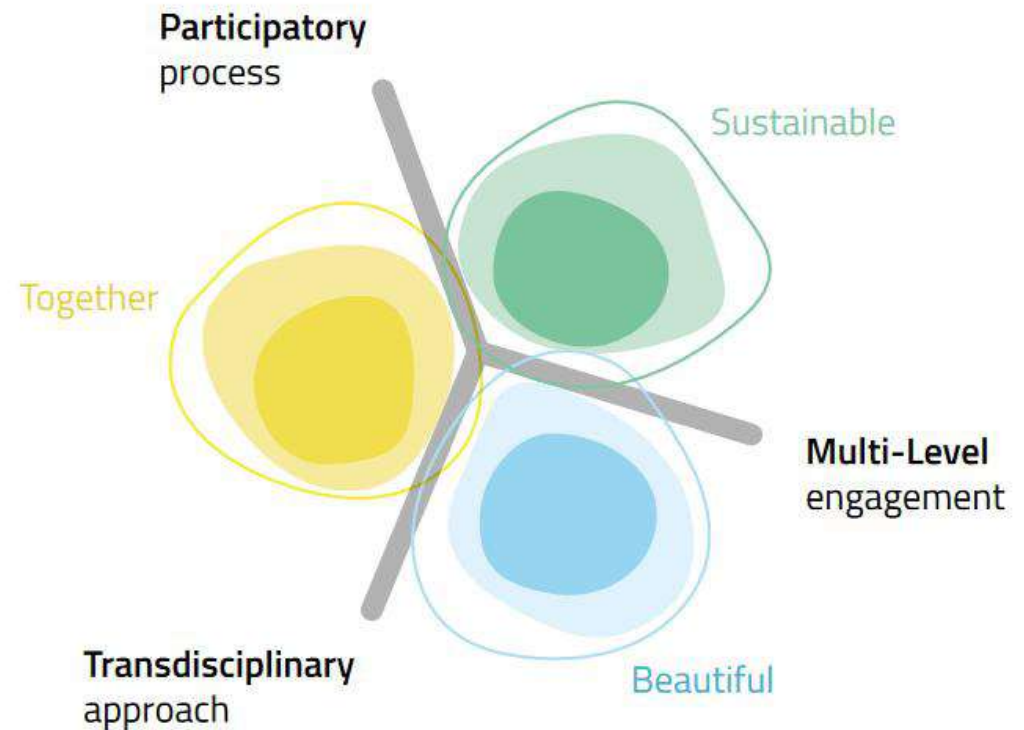 Participatory
process
Sustainable
Together
Multi-Level
engagement
Transdisciplinary
approach
Beautiful